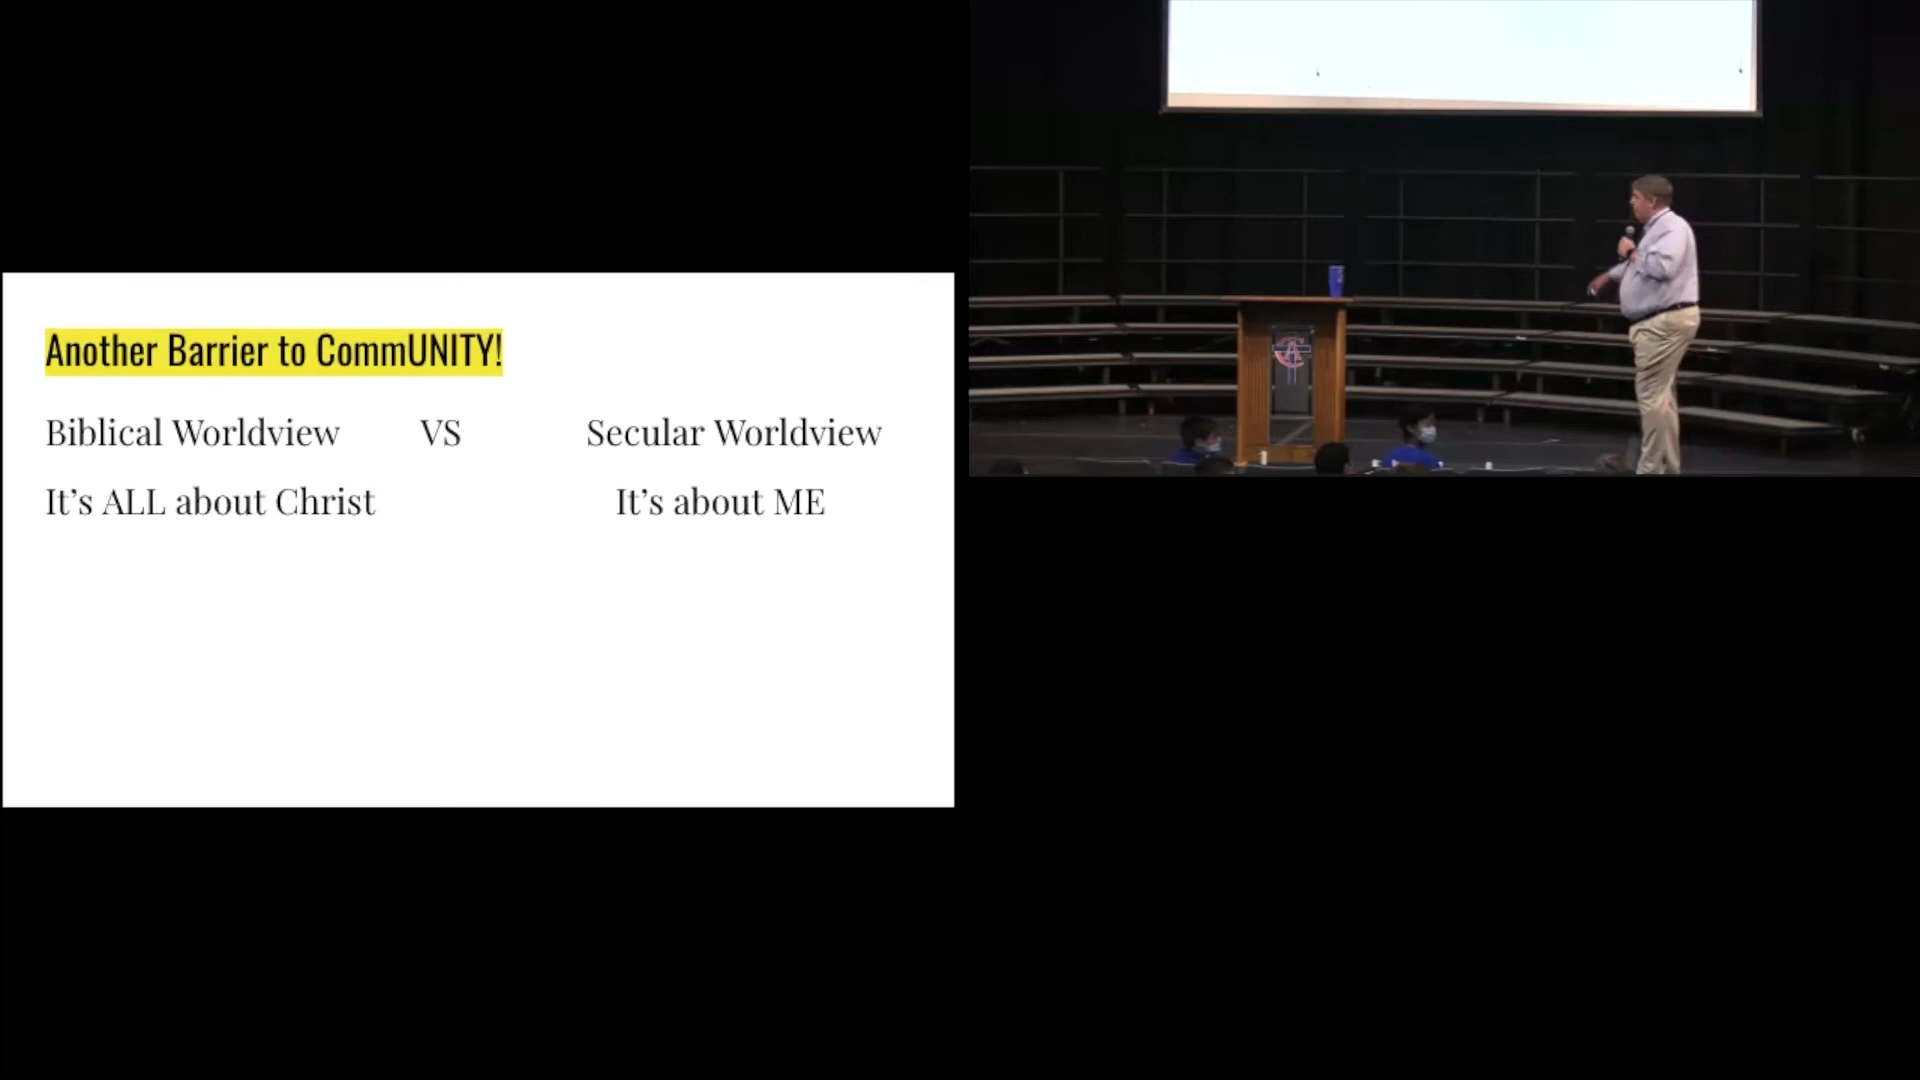 Another Barrier to CommUNITY!
Biblical Worldview VS Secular Worldview
It's ALL about Christ It's about ME